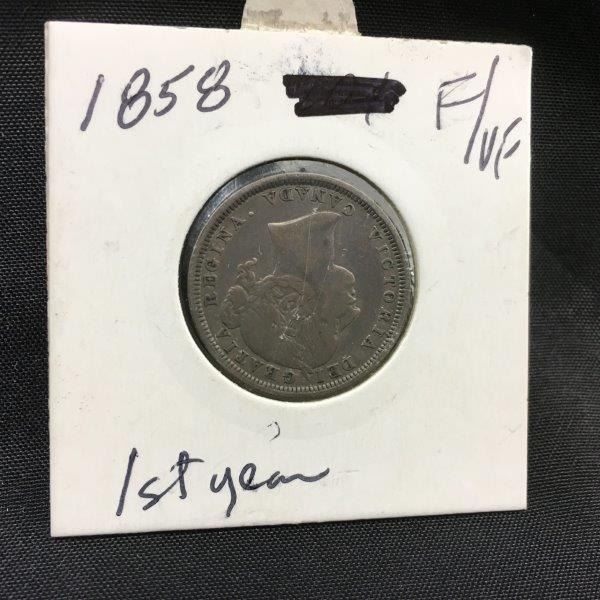 1858 F/VF
VICTORIA DEI GRATIA REGINA.
CANADA
1st year